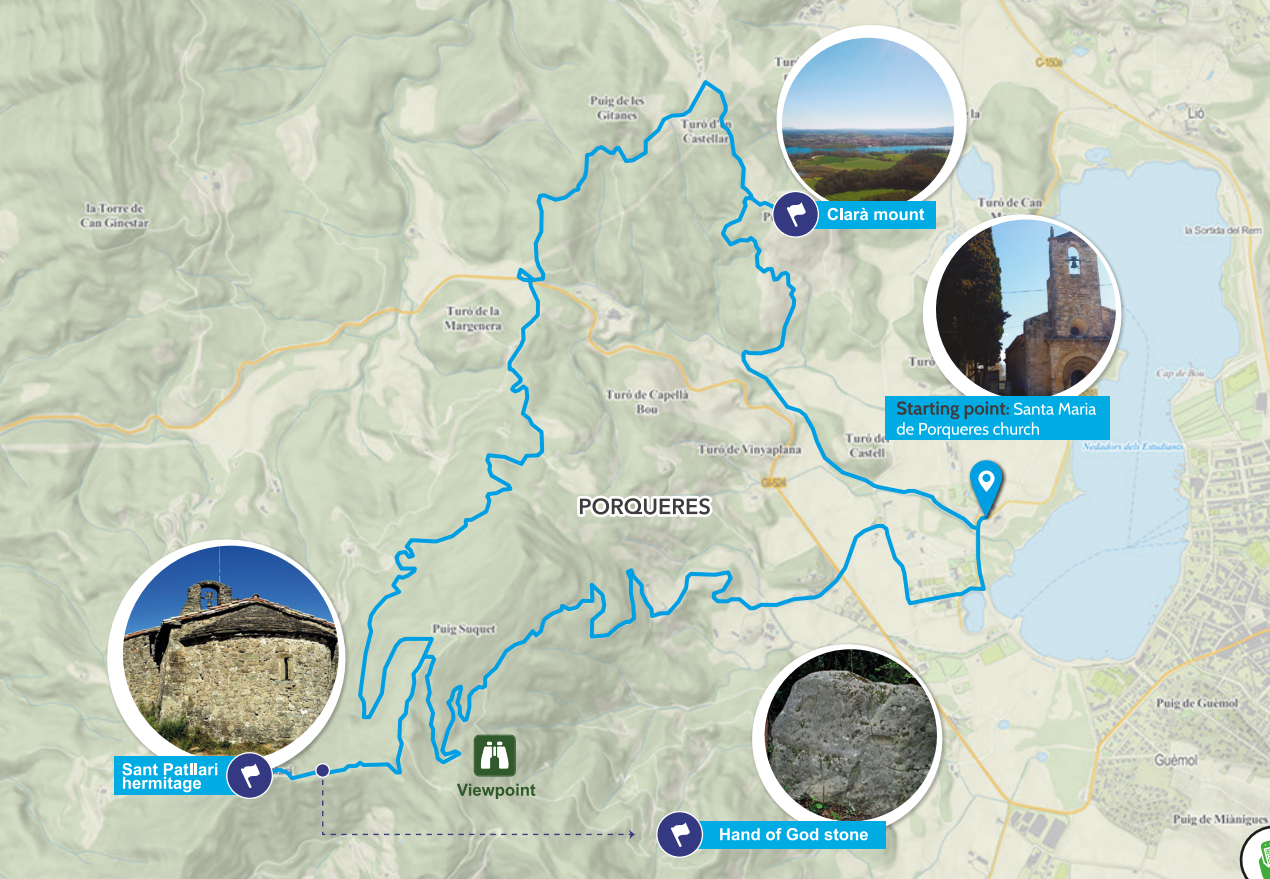 C-150a
Puig de les
Gitanes
Turó d'en
Castellar
Lió
la Torre de
Can Ginestar
Clarà mount
Turó de Can
la Sortida del Rem
Turó de la
Margenera
Turó
Cap de Bou
Turó de Capellà
Bou
Starting point: Santa Maria
de Porqueres church
Turó de Vinyaplana
Turó del
Castell
Nedadors dels Estudiants
GI-524
PORQUERES
Puig Suquet
Puig de Guèmol
Guèmol
Sant Patllari
hermitage
Viewpoint
Hand of God stone
Puig de Miànigues